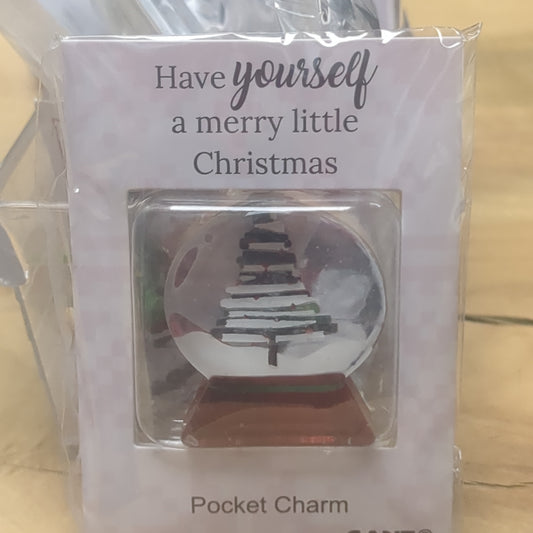 Have yourself
a merry little
Christmas
Pocket Charm